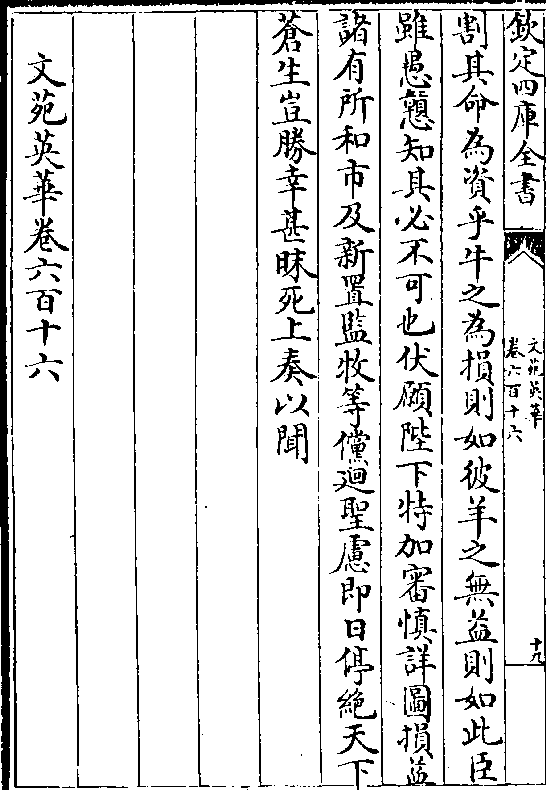 欽定四庫全書
文苑英華
卷六百十六
十九
割其命為資乎牛之為損則如彼羊之無益則如此臣
雖愚戇知其必不可也伏願陛下特加審慎詳圖損益
諸有所和市及新置監牧等儻迴聖慮即日停絶天下
蒼生豈勝幸甚昧死上奏以聞
文苑英華卷六百十六